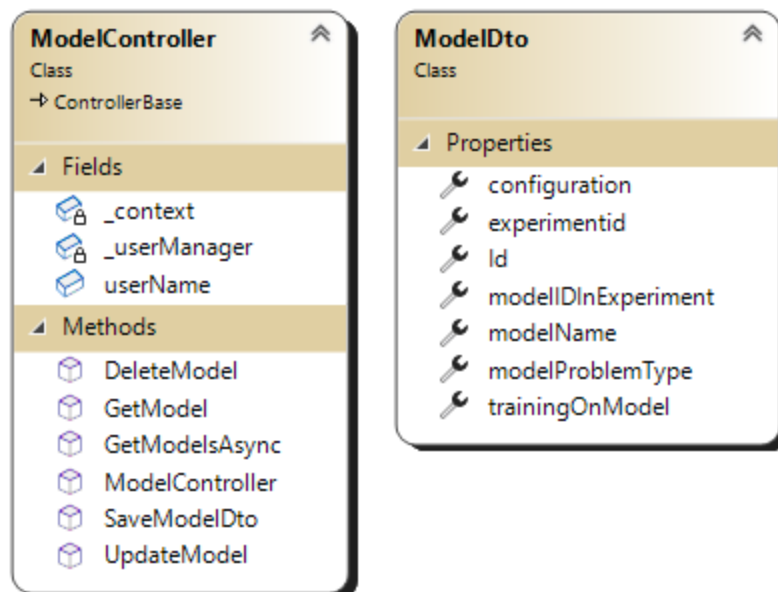 ModelController
Class
ControllerBase
Fields
_context
_userManager
userName
Methods
DeleteModel
GetModel
GetModelsAsync
ModelController
SaveModelDto
UpdateModel
ModelDto
Class
Properties
configuration
experimentid
Id
modelIDInExperiment
modelName
modelProblemType
trainingOnModel